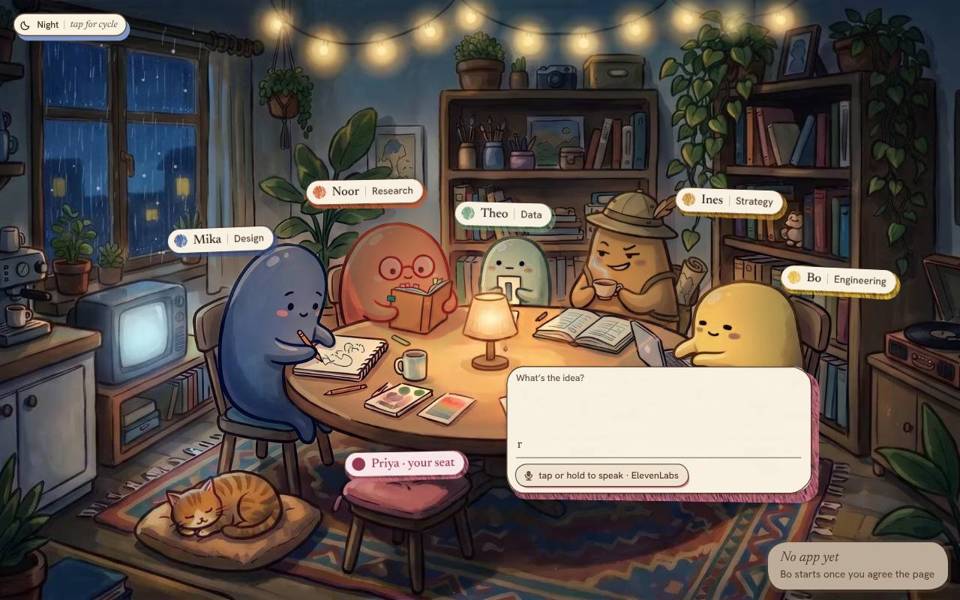 Night | tap for cycle
Noor | Research
Ines | Strategy
Theo | Data
Mika | Design
Bo | Engineering
What's the idea?
r
tap or hold to speak · ElevenLabs
Priya · your seat
No app yet
Bo starts once you agree the page